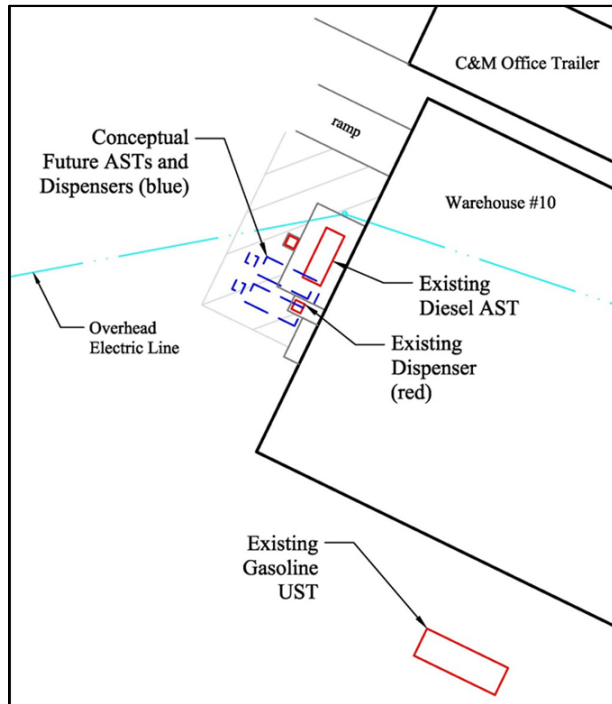 C&M Office Trailer
ramp
Conceptual
Future ASTs and
Dispensers (blue)
Warehouse #10
Existing
Diesel AST
Overhead
Electric Line
Existing
Dispenser
(red)
Existing
Gasoline
UST